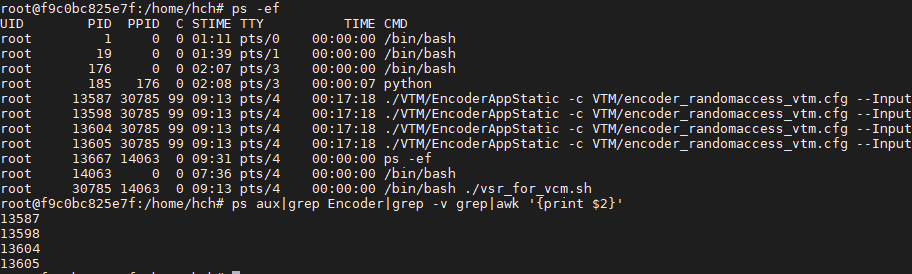 root@f9c0bc825e7f:/home/hch# ps -ef
UID        PID  PPID  C STIME TTY          TIME CMD
root         1     0  0 01:11 pts/0    00:00:00 /bin/bash
root        19     0  0 01:39 pts/1    00:00:00 /bin/bash
root       176     0  0 02:07 pts/3    00:00:00 /bin/bash
root       185   176  0 02:08 pts/3    00:00:07 python
root     13587 30785 99 09:13 pts/4    00:17:18 ./VTM/EncoderAppStatic -c VTM/encoder_randomaccess_vtm.cfg --Input
root     13598 30785 99 09:13 pts/4    00:17:18 ./VTM/EncoderAppStatic -c VTM/encoder_randomaccess_vtm.cfg --Input
root     13604 30785 99 09:13 pts/4    00:17:18 ./VTM/EncoderAppStatic -c VTM/encoder_randomaccess_vtm.cfg --Input
root     13605 30785 99 09:13 pts/4    00:17:18 ./VTM/EncoderAppStatic -c VTM/encoder_randomaccess_vtm.cfg --Input
root     13667 14063  0 09:31 pts/4    00:00:00 ps -ef
root     14063     0  0 07:36 pts/4    00:00:00 /bin/bash
root     30785 14063  0 09:13 pts/4    00:00:00 /bin/bash ./vsr_for_vcm.sh
root@f9c0bc825e7f:/home/hch# ps aux|grep Encoder|grep -v grep|awk '{print $2}'
13587
13598
13604
13605